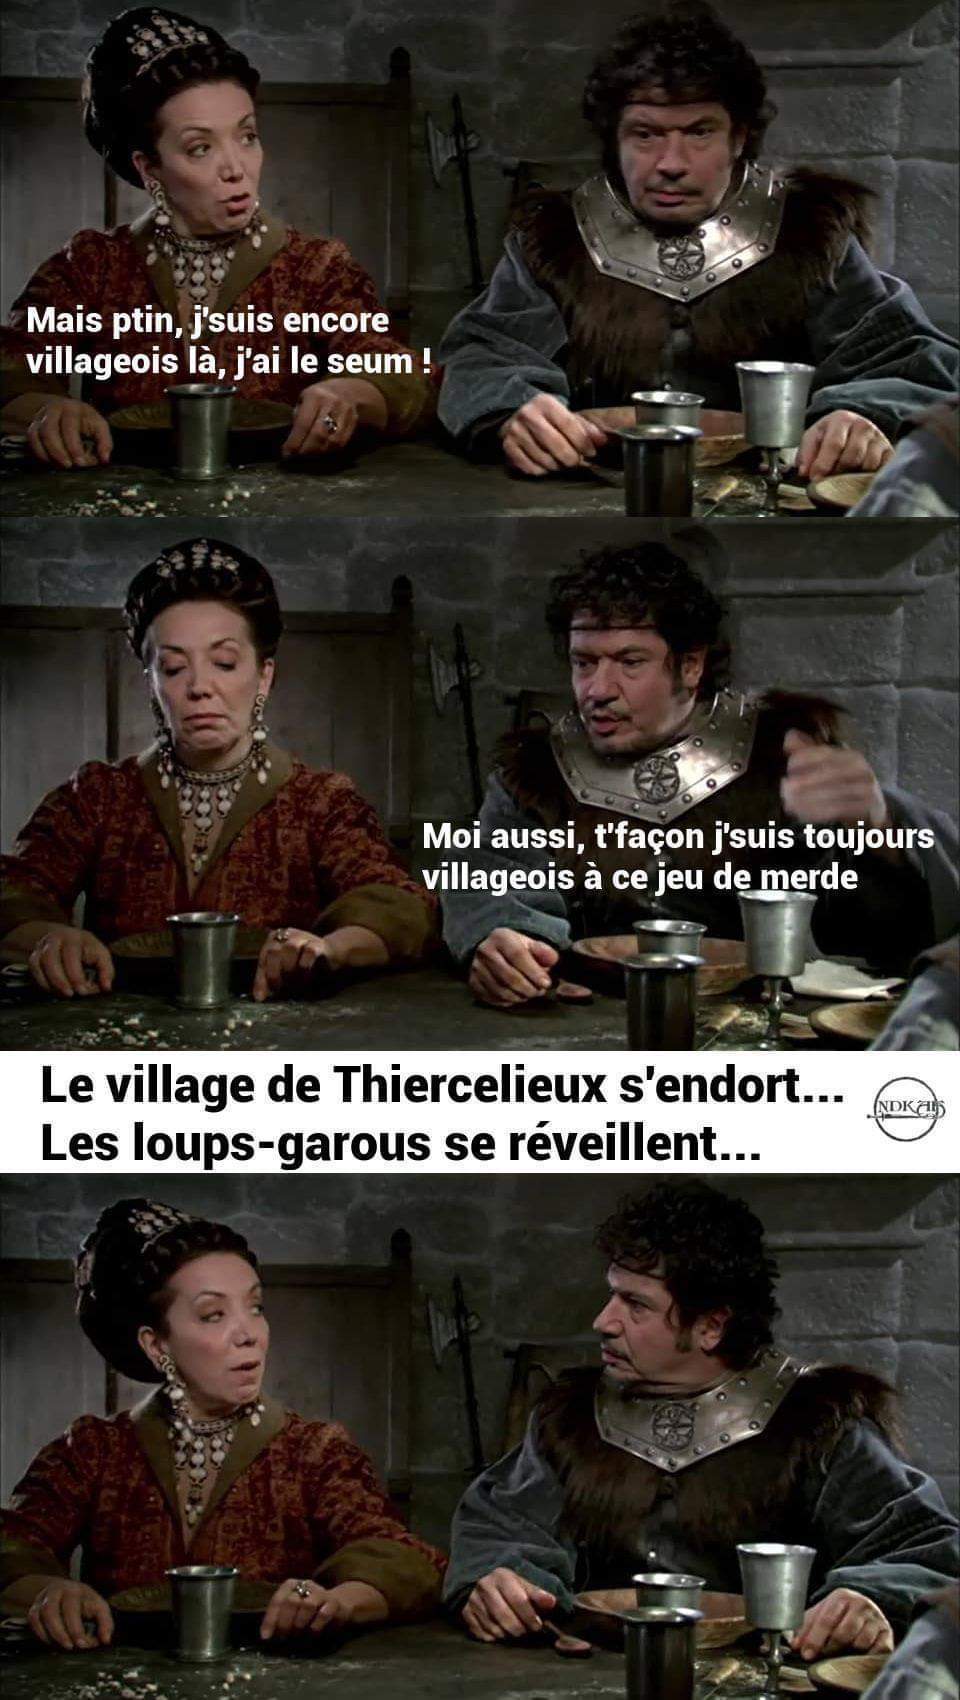 Mais ptin, j'suis encore
villageois là, j'ai le seum !
Moi aussi, t'façon j'suis toujours
villageois à ce jeu de merde
Le village de Thiercelieux s'endort...
Les loups-garous se réveillent...